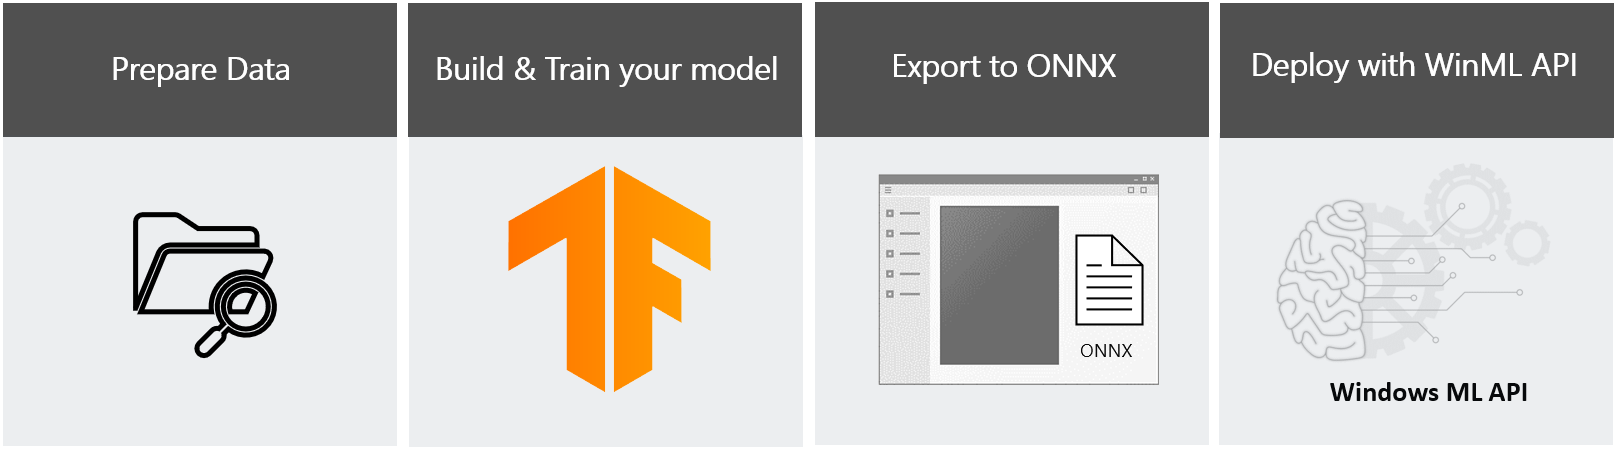 Prepare Data
Build & Train your model
Export to ONNX
Deploy with WinML API
ONNX
Windows ML API